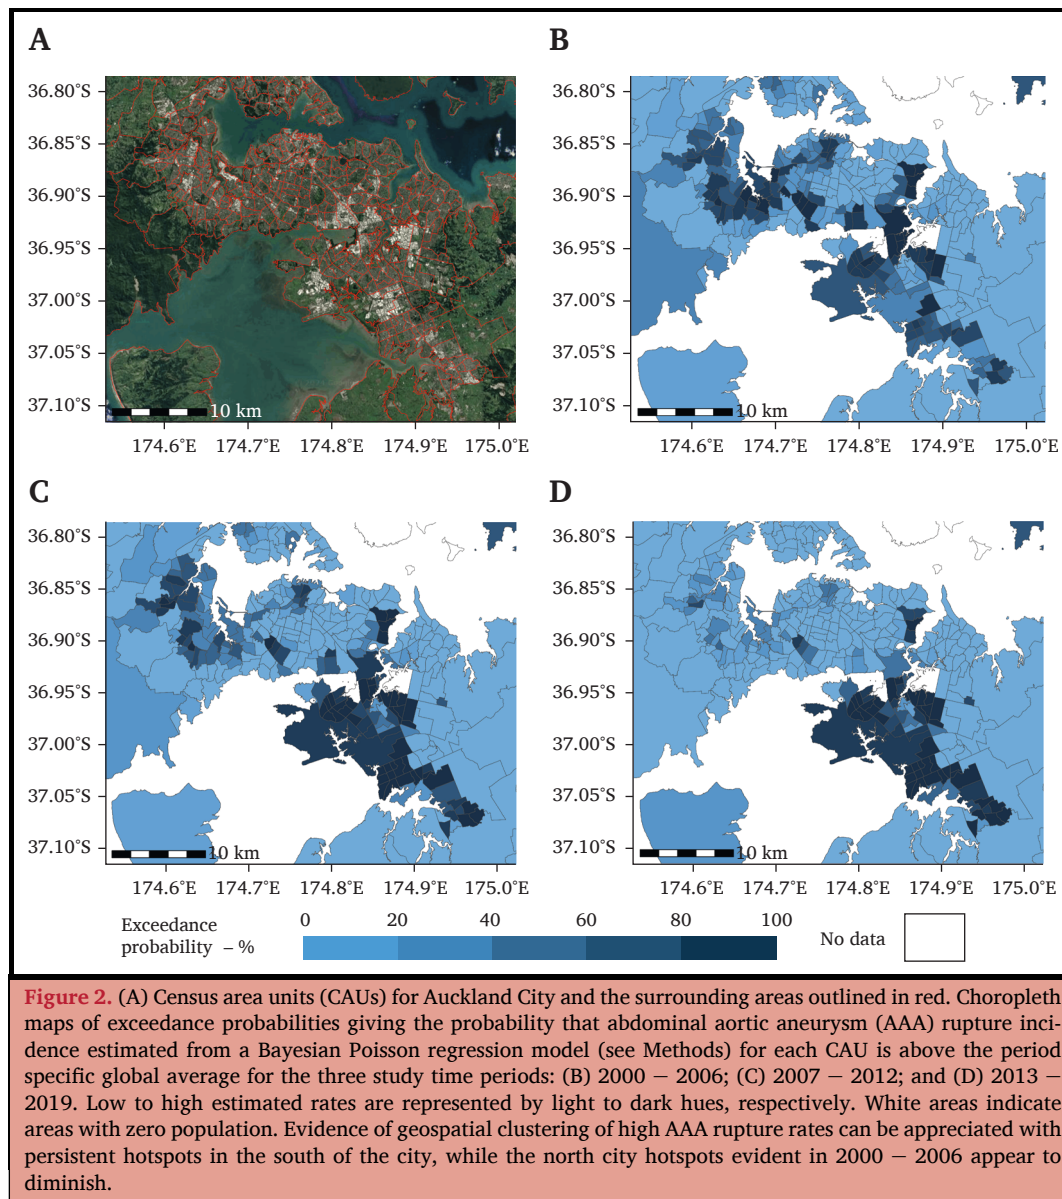 A
B
36.80°S
36.85°S
36.90°S
36.95°S
37.00°S
37.05°S
37.10°S
10 km
174.6°E 174.7°E 174.8°E 174.9°E 175.0°E
36.80°S
36.85°S
36.90°S
36.95°S
37.00°S
37.05°S
37.10°S
10 km
174.6°E 174.7°E 174.8°E 174.9°E 175.0°E
C
D
36.80°S
36.85°S
36.90°S
36.95°S
37.00°S
37.05°S
37.10°S
10 km
174.6°E 174.7°E 174.8°E 174.9°E 175.0°E
36.80°S
36.85°S
36.90°S
36.95°S
37.00°S
37.05°S
37.10°S
10 km
174.6°E 174.7°E 174.8°E 174.9°E 175.0°E
Exceedance
probability – %
0 20 40 60 80 100
No data
Figure 2. (A) Census area units (CAUs) for Auckland City and the surrounding areas outlined in red. Choropleth
maps of exceedance probabilities giving the probability that abdominal aortic aneurysm (AAA) rupture inci-
dence estimated from a Bayesian Poisson regression model (see Methods) for each CAU is above the period
specific global average for the three study time periods: (B) 2000 – 2006; (C) 2007 – 2012; and (D) 2013 –
2019. Low to high estimated rates are represented by light to dark hues, respectively. White areas indicate
areas with zero population. Evidence of geospatial clustering of high AAA rupture rates can be appreciated with
persistent hotspots in the south of the city, while the north city hotspots evident in 2000 – 2006 appear to
diminish.